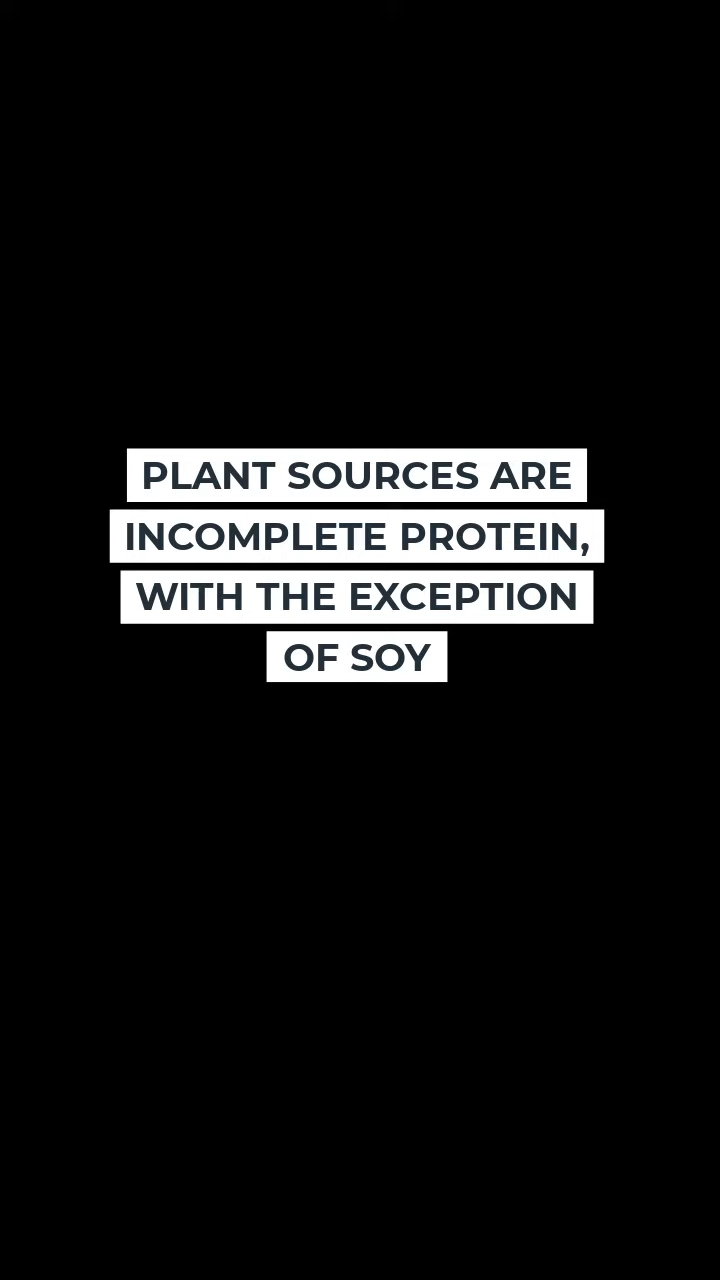 PLANT SOURCES ARE
INCOMPLETE PROTEIN,
WITH THE EXCEPTION
OF SOY